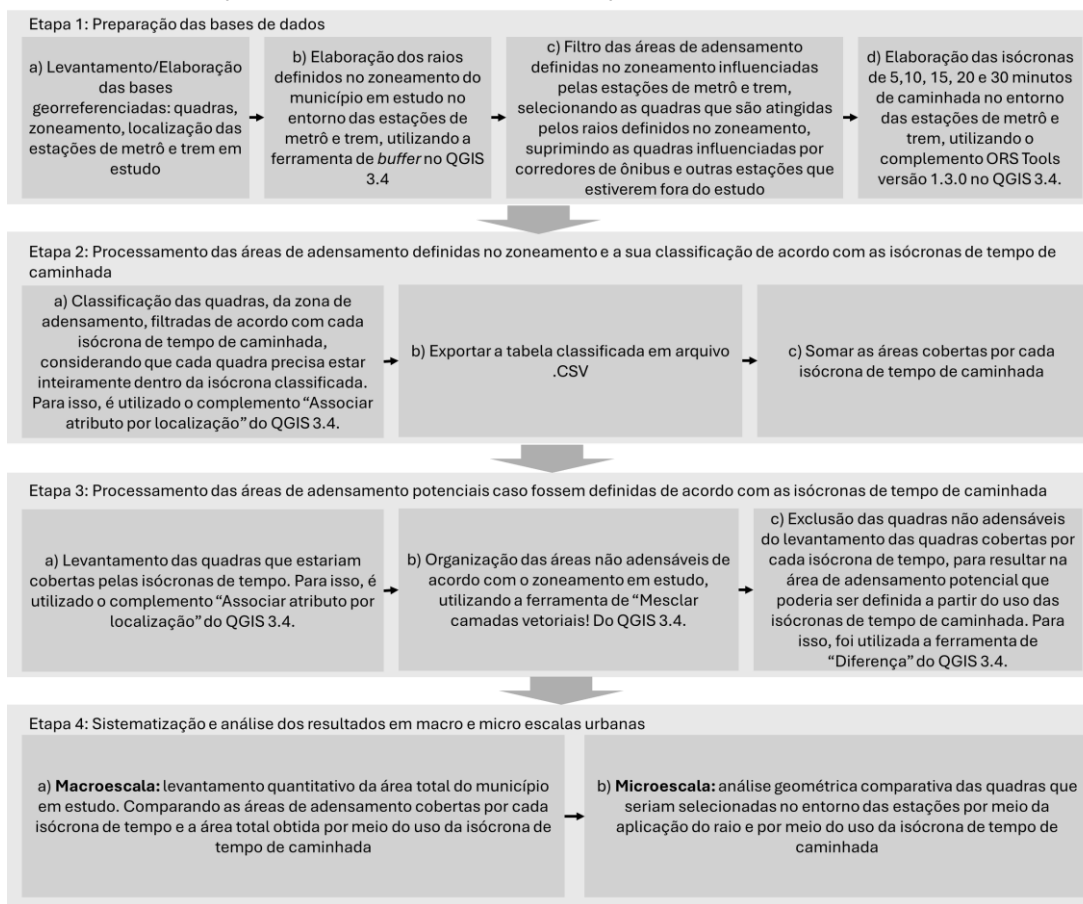 Etapa 1: Preparação das bases de dados
a) Levantamento/Elaboração
das bases
georreferenciadas: quadras,
zoneamento, localização das
estações de metrô e trem em
estudo
b) Elaboração dos raios
definidos no zoneamento do
município em estudo no
entorno das estações de
metrô e trem, utilizando a
ferramenta de buffer no QGIS
3.4
c) Filtro das áreas de adensamento
definidas no zoneamento influenciadas
pelas estações de metrô e trem,
selecionando as quadras que são atingidas
pelos raios definidos no zoneamento,
suprimindo as quadras influenciadas por
corredores de ônibus e outras estações que
estiverem fora do estudo
d) Elaboração das isócronas
de 5,10, 15, 20 e 30 minutos
de caminhada no entorno
das estações de metrô e
trem, utilizando o
complemento ORS Tools
versão 1.3.0 no QGIS 3.4.
Etapa 2: Processamento das áreas de adensamento definidas no zoneamento e a sua classificação de acordo com as isócronas de tempo de
caminhada
a) Classificação das quadras, da zona de
adensamento, filtradas de acordo com cada
isócrona de tempo de caminhada,
considerando que cada quadra precisa estar
inteiramente dentro da isócrona classificada.
Para isso, é utilizado o complemento “Associar
atributo por localização” do QGIS 3.4.
b) Exportar a tabela classificada em arquivo
.CSV
c) Somar as áreas cobertas por cada
isócrona de tempo de caminhada
Etapa 3: Processamento das áreas de adensamento potenciais caso fossem definidas de acordo com as isócronas de tempo de caminhada
a) Levantamento das quadras que estariam
cobertas pelas isócronas de tempo. Para isso, é
utilizado o complemento “Associar atributo por
localização” do QGIS 3.4.
b) Organização das áreas não adensáveis de
acordo com o zoneamento em estudo,
utilizando a ferramenta de “Mesclar
camadas vetoriais! Do QGIS 3.4.
c) Exclusão das quadras não adensáveis
do levantamento das quadras cobertas por
cada isócrona de tempo, para resultar na
área de adensamento potencial que
poderia ser definida a partir do uso das
isócronas de tempo de caminhada. Para
isso, foi utilizada a ferramenta de
“Diferença” do QGIS 3.4.
Etapa 4: Sistematização e análise dos resultados em macro e micro escalas urbanas
a) Macroescala: levantamento quantitativo da área total do município
em estudo. Comparando as áreas de adensamento cobertas por cada
isócrona de tempo e a área total obtida por meio do uso da isócrona de
tempo de caminhada
b) Microescala: análise geométrica comparativa das quadras que
seriam selecionadas no entorno das estações por meio da
aplicação do raio e por meio do uso da isócrona de tempo de
caminhada